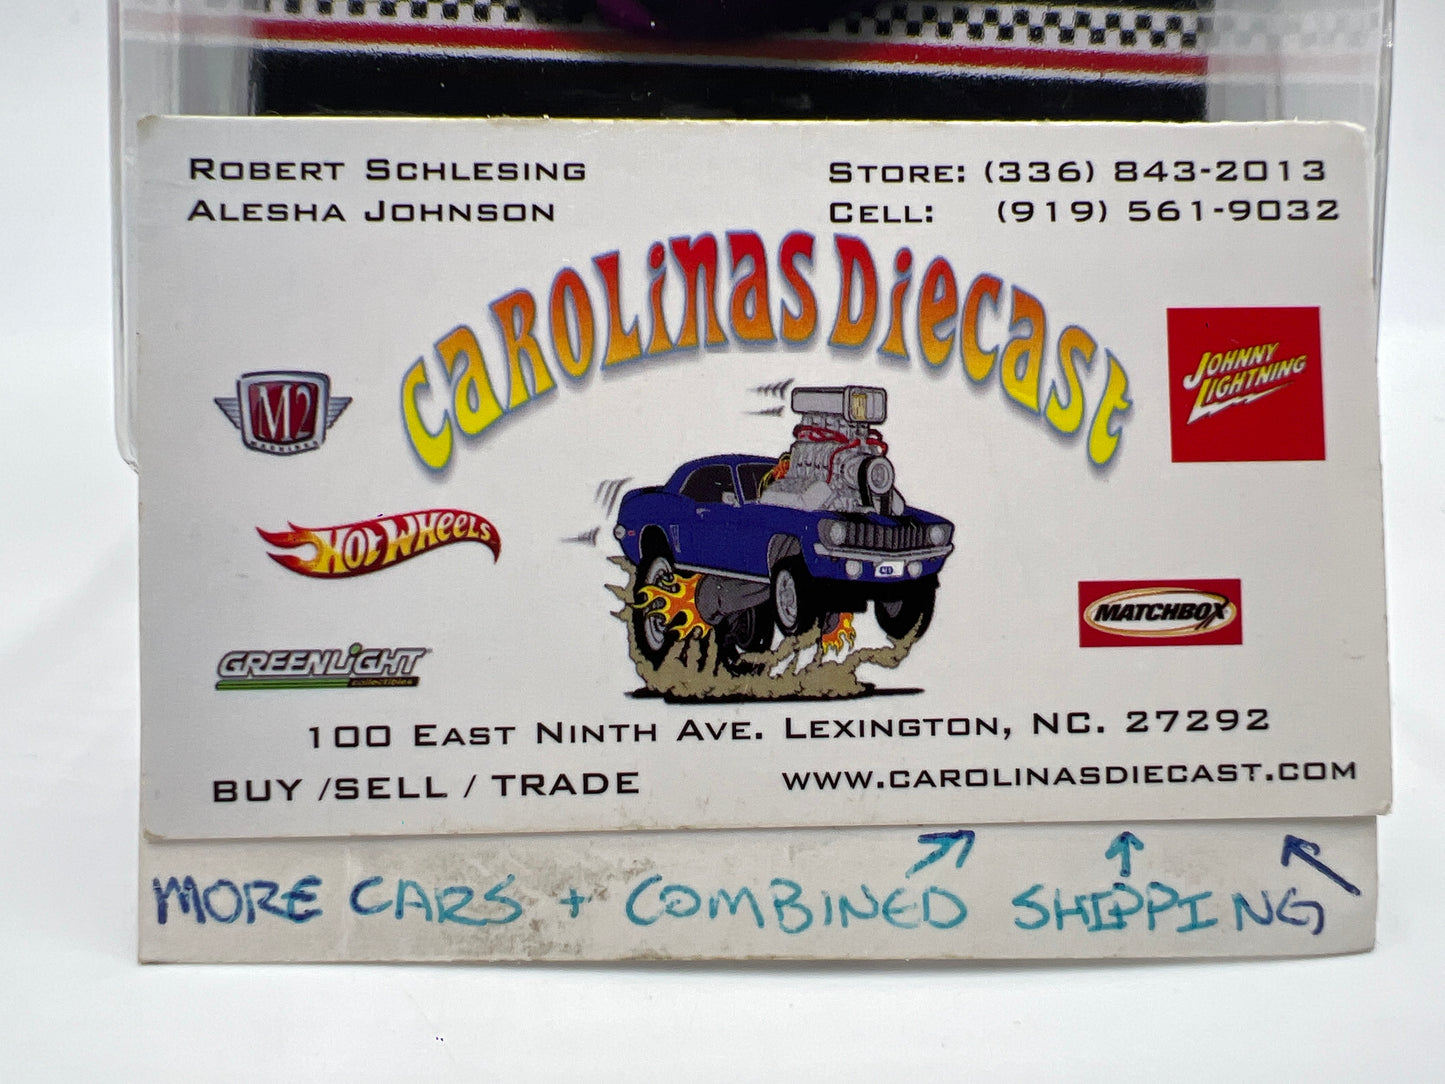 Robert Schlesing
Alesha Johnson
Store: (336) 843-2013
Cell: (919) 561-9032
Carolinas Diecast
M2
MACHINES
Johnny
Lightning
Hot Wheels
MATCHBOX
GREENLiGHT
collectibles
100 East Ninth Ave. Lexington, NC. 27292
BUY /SELL / TRADE
www.carolinasdiecast.com
MORE CARS + COMBINED SHIPPING